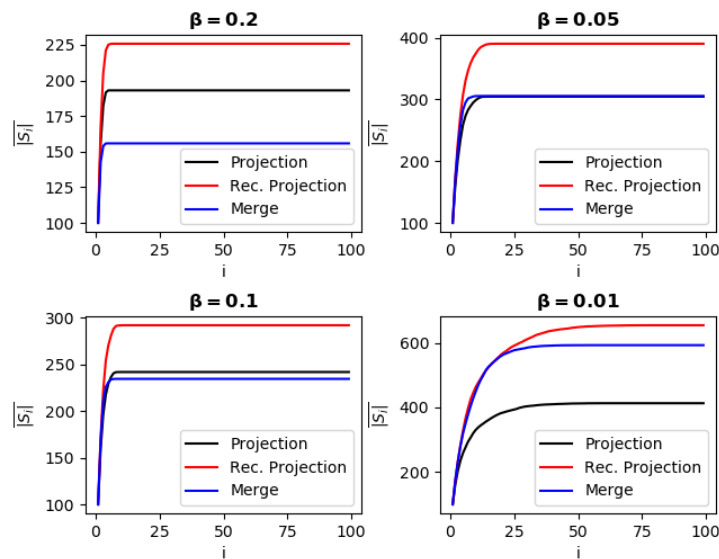 β = 0.2
|S_i|
225
200
175
150
125
100
Projection
Rec. Projection
Merge
0 25 50 75 100
i
β = 0.05
|S_i|
400
300
200
100
Projection
Rec. Projection
Merge
0 25 50 75 100
i
β = 0.1
|S_i|
300
250
200
150
100
Projection
Rec. Projection
Merge
0 25 50 75 100
i
β = 0.01
|S_i|
600
400
200
Projection
Rec. Projection
Merge
0 25 50 75 100
i